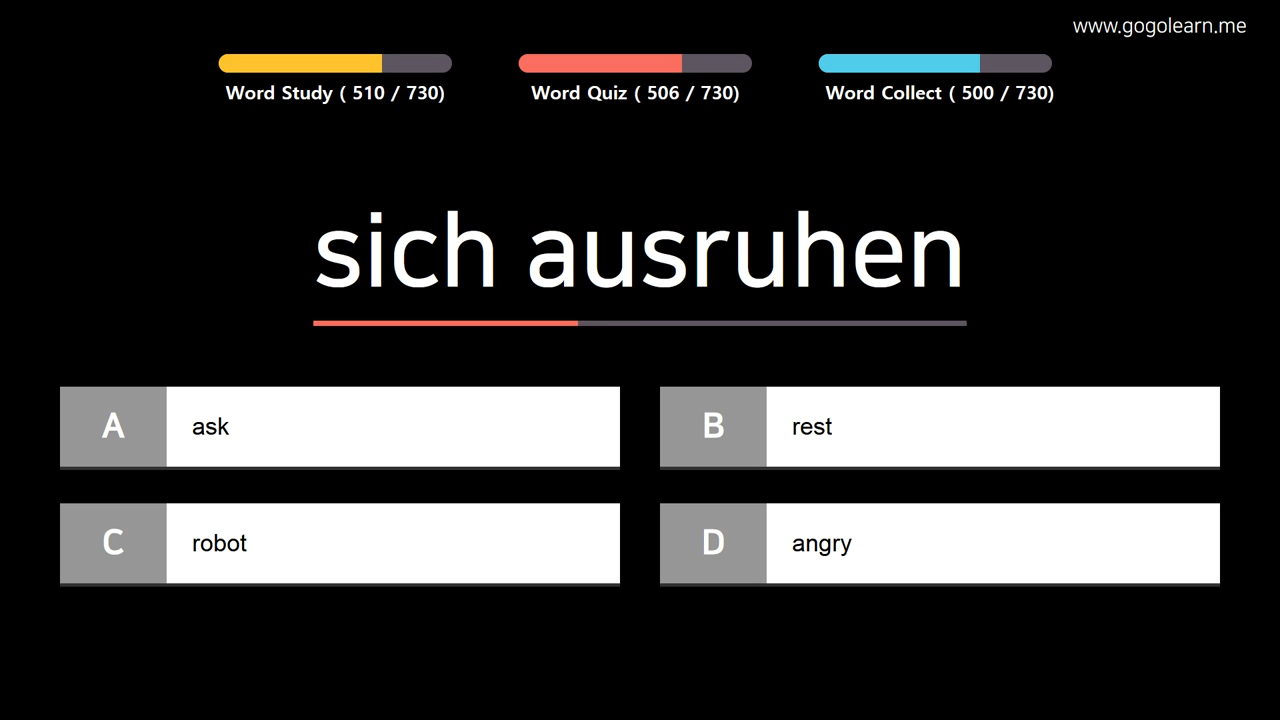 www.gogolearn.me
Word Study ( 510 / 730)
Word Quiz ( 506 / 730)
Word Collect ( 500 / 730)
sich ausruhen
A ask
B rest
C robot
D angry